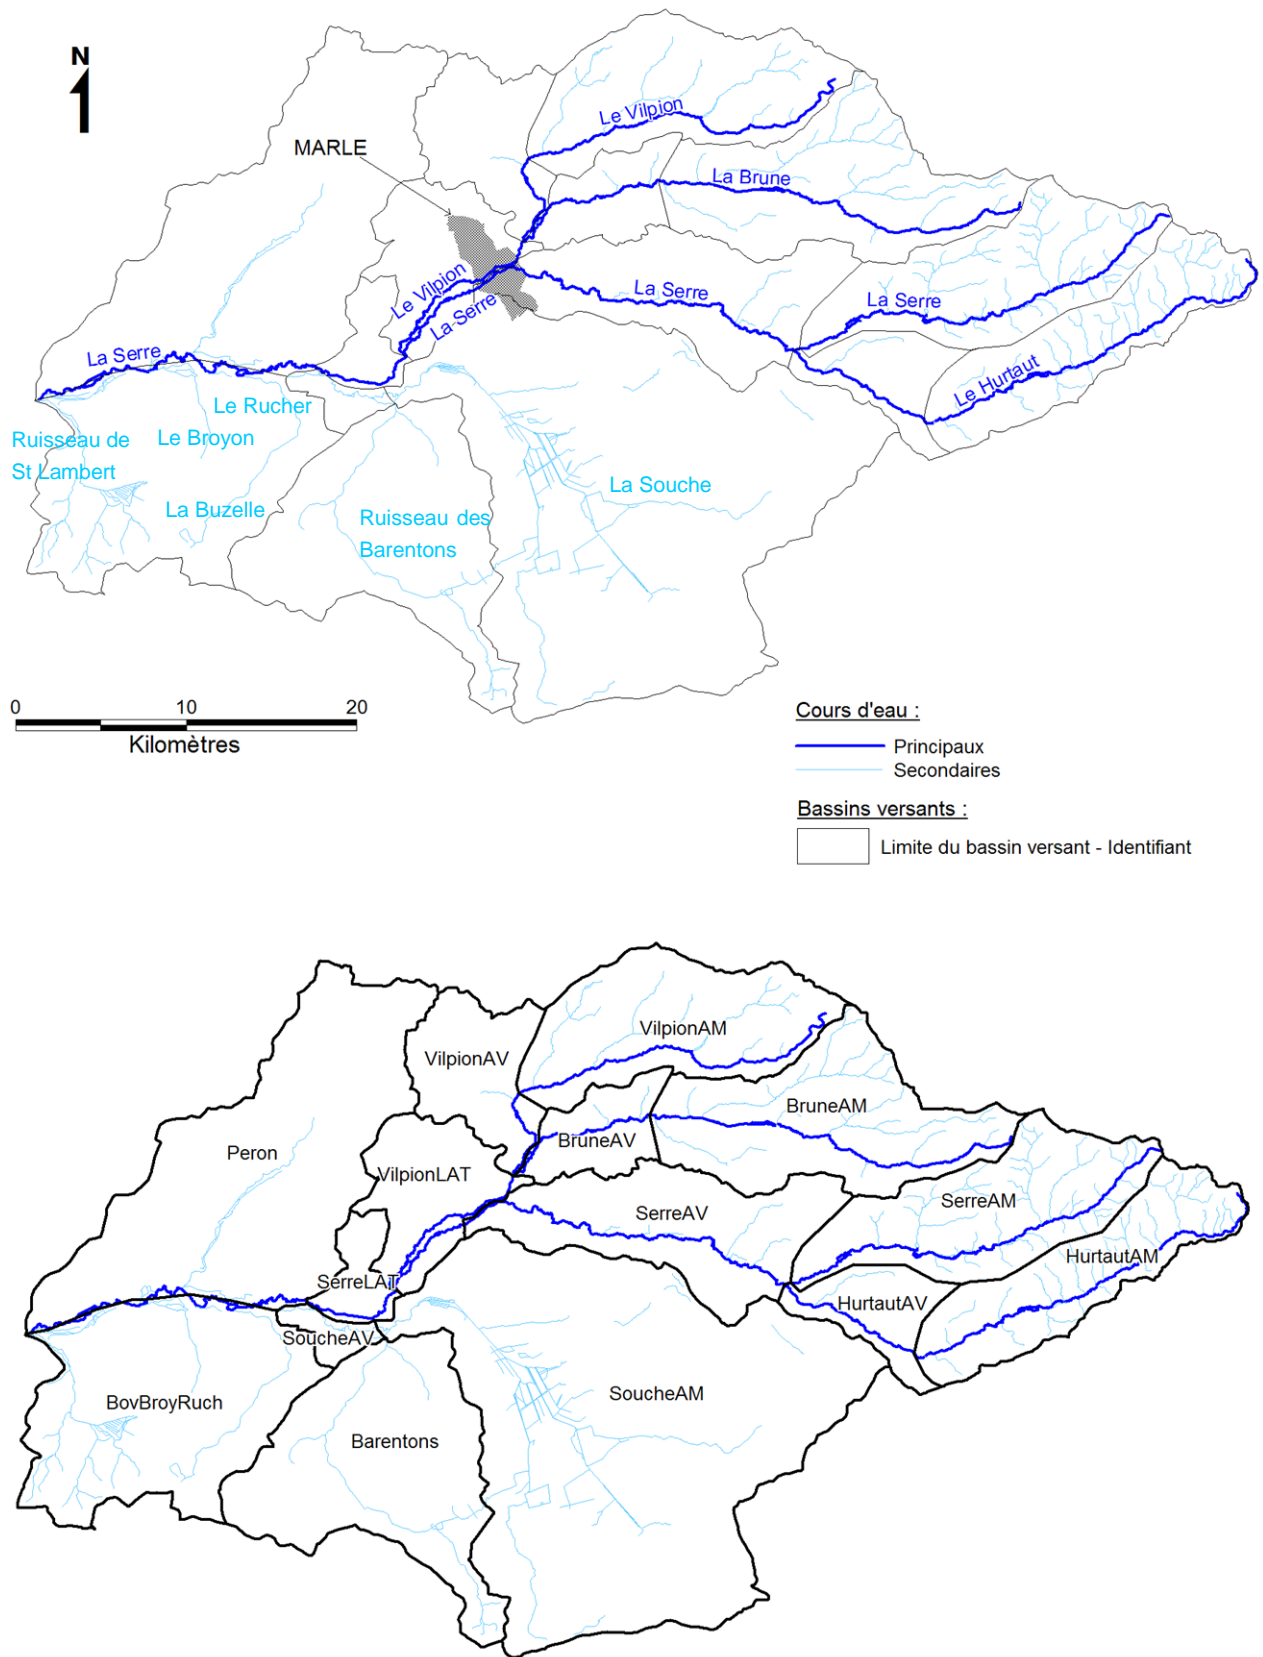 N
Le Vilpion
MARLE
La Brune
Le Vilpion
La Serre
La Serre
La Serre
La Serre
Le Hurtaut
Le Rucher
Ruisseau de
St Lambert
Le Broyon
La Souche
La Buzelle
Ruisseau des
Barentons
0 10 20
Kilomètres
Cours d'eau :
Principaux
Secondaires
Bassins versants :
Limite du bassin versant - Identifiant
VilpionAM
VilpionAV
BruneAM
BruneAV
Peron
VilpionLAT
SerreAM
SerreAV
HurtautAM
SerreLAT
HurtautAV
SoucheAV
SoucheAM
BovBroyRuch
Barentons